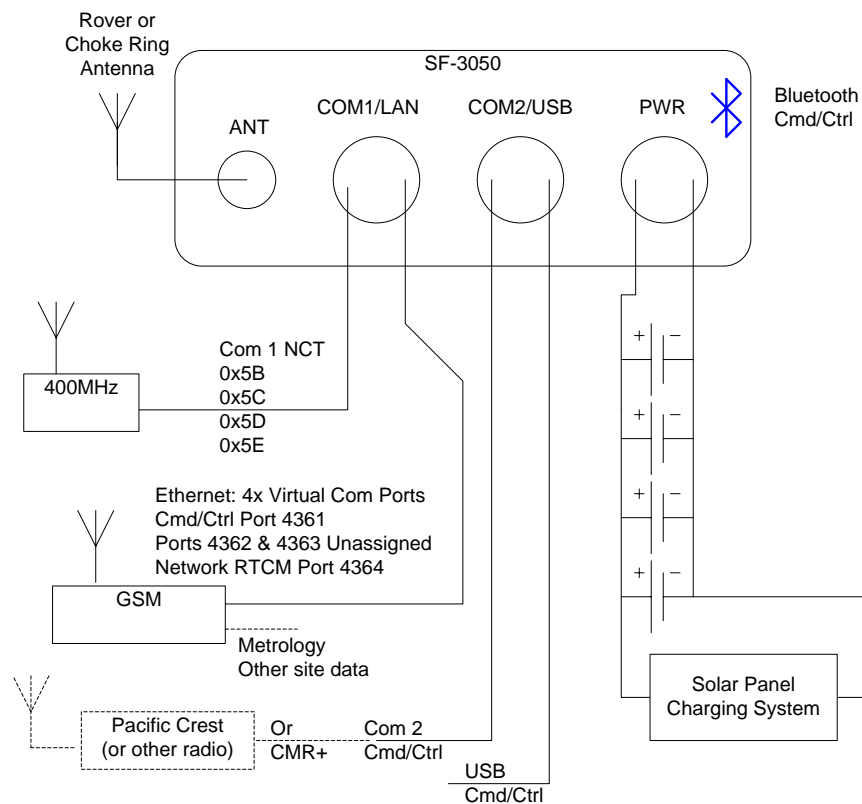 Rover or
Choke Ring
Antenna
SF-3050
ANT
COM1/LAN
COM2/USB
PWR
Bluetooth
Cmd/Ctrl
400MHz
Com 1 NCT
0x5B
0x5C
0x5D
0x5E
+ −
+ −
+ −
+ −
Ethernet: 4x Virtual Com Ports
Cmd/Ctrl Port 4361
Ports 4362 & 4363 Unassigned
Network RTCM Port 4364
GSM
Metrology
Other site data
Solar Panel
Charging System
Pacific Crest
(or other radio)
Or
CMR+
Com 2
Cmd/Ctrl
USB
Cmd/Ctrl